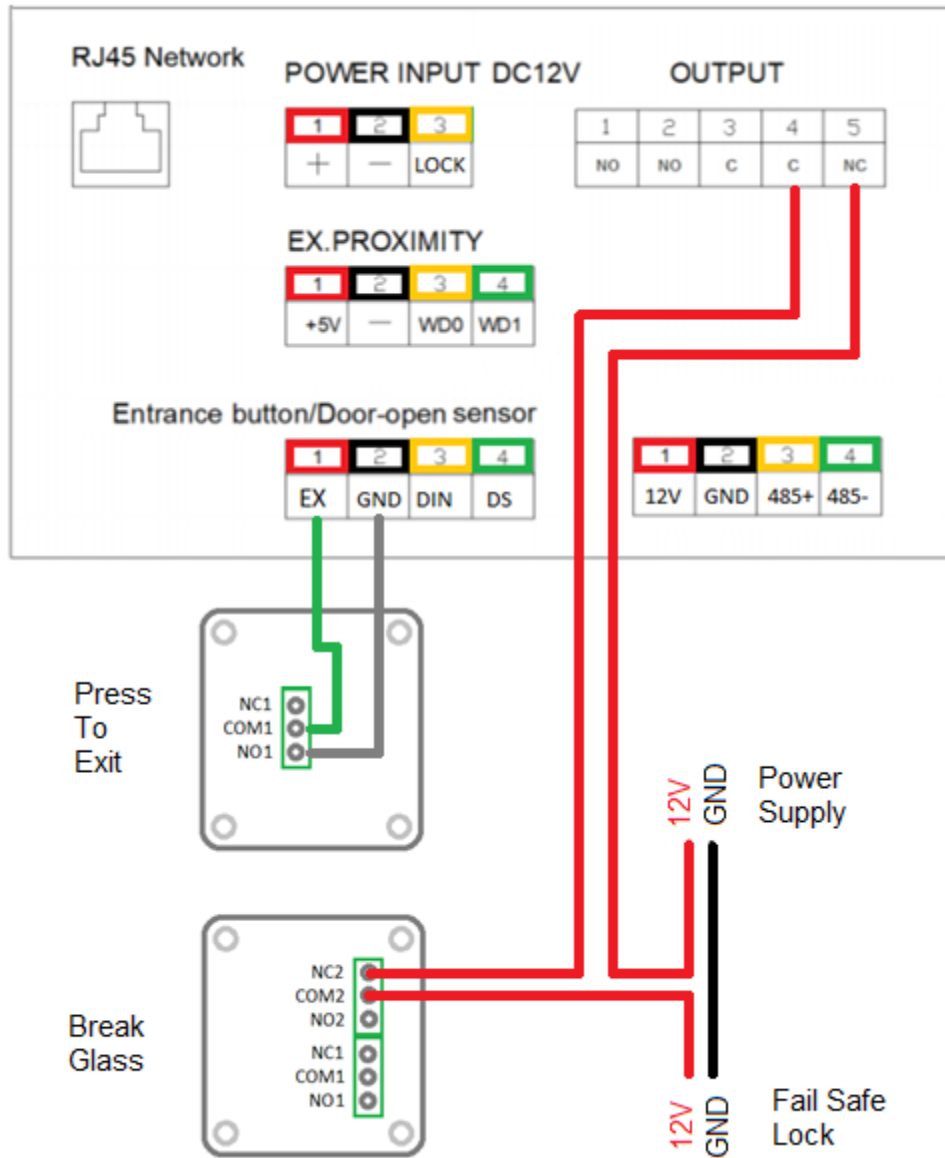 RJ45 Network
POWER INPUT DC12V
OUTPUT
1 2 3
+ — LOCK
1 2 3 4 5
NO NO C C NC
EX.PROXIMITY
1 2 3 4
+5V — WD0 WD1
Entrance button/Door-open sensor
1 2 3 4
EX GND DIN DS
1 2 3 4
12V GND 485+ 485-
Press
To
Exit
NC1
COM1
NO1
12V
GND
Power
Supply
Break
Glass
NC2
COM2
NO2
NC1
COM1
NO1
12V
GND
Fail Safe
Lock